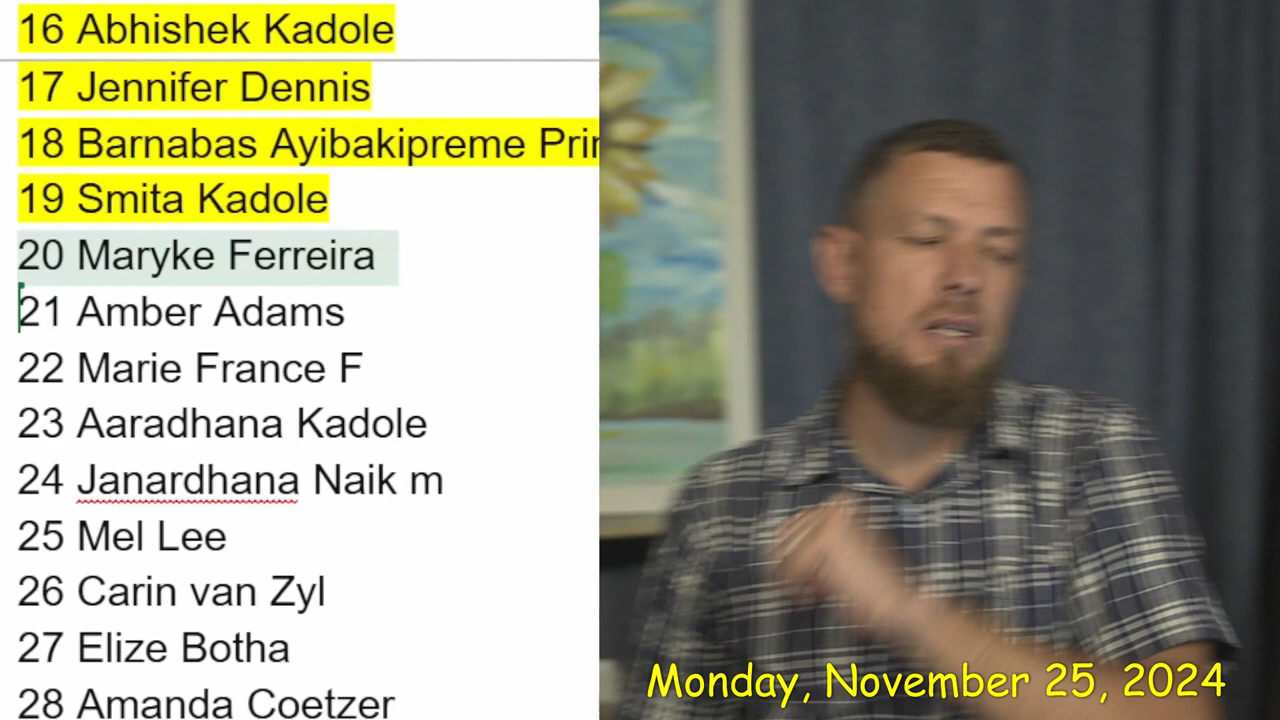 16 Abhishek Kadole
17 Jennifer Dennis
18 Barnabas Ayibakipreme
19 Smita Kadole
20 Maryke Ferreira
21 Amber Adams
22 Marie France F
23 Aaradhana Kadole
24 Janardhana Naik m
25 Mel Lee
26 Carin van Zyl
27 Elize Botha
28 Amanda Coetzer
Monday, November 25, 2024